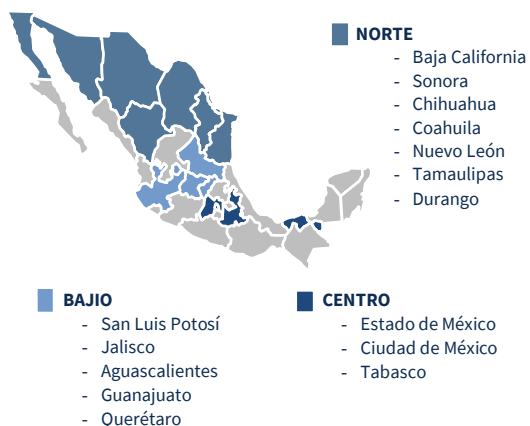 NORTE
- Baja California
- Sonora
- Chihuahua
- Coahuila
- Nuevo León
- Tamaulipas
- Durango
BAJIO
- San Luis Potosí
- Jalisco
- Aguascalientes
- Guanajuato
- Querétaro
CENTRO
- Estado de México
- Ciudad de México
- Tabasco